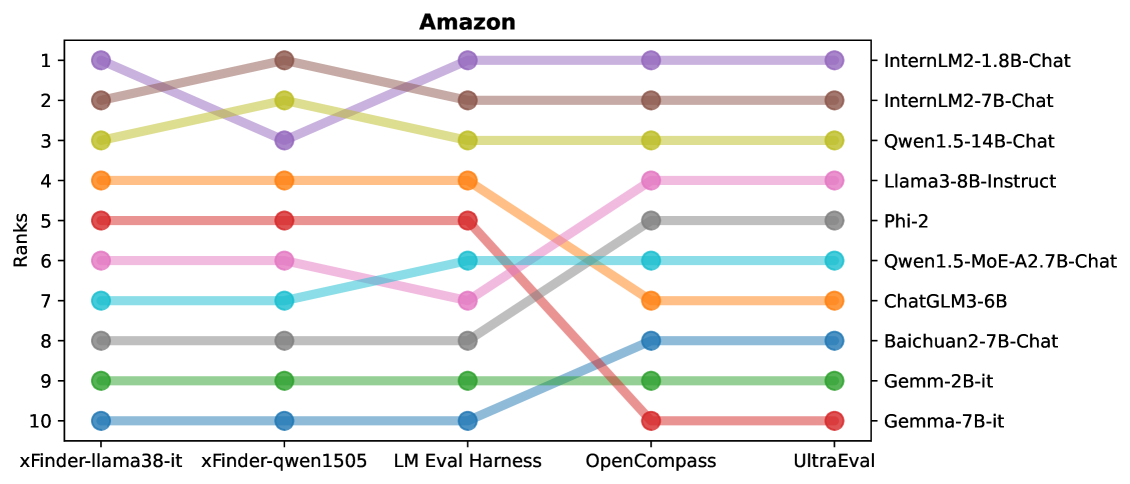 Amazon
Ranks
1
2
3
4
5
6
7
8
9
10
InternLM2-1.8B-Chat
InternLM2-7B-Chat
Qwen1.5-14B-Chat
Llama3-8B-Instruct
Phi-2
Qwen1.5-MoE-A2.7B-Chat
ChatGLM3-6B
Baichuan2-7B-Chat
Gemm-2B-it
Gemma-7B-it
xFinder-llama38-it
xFinder-qwen1505
LM Eval Harness
OpenCompass
UltraEval